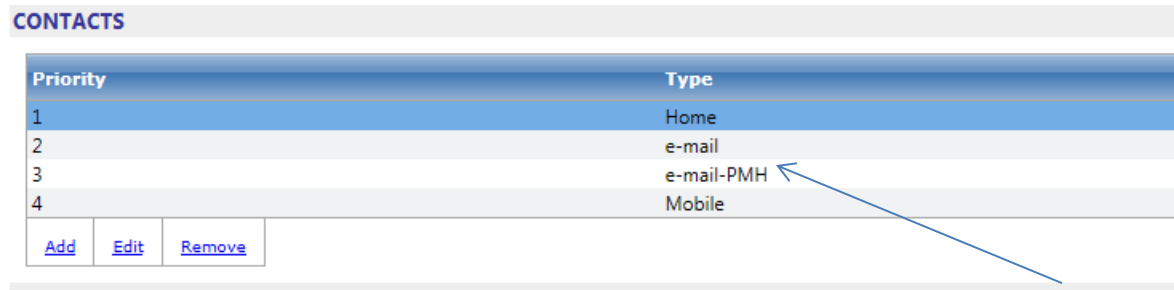 CONTACTS
Priority Type
1 Home
2 e-mail
3 e-mail-PMH
4 Mobile
Add Edit Remove